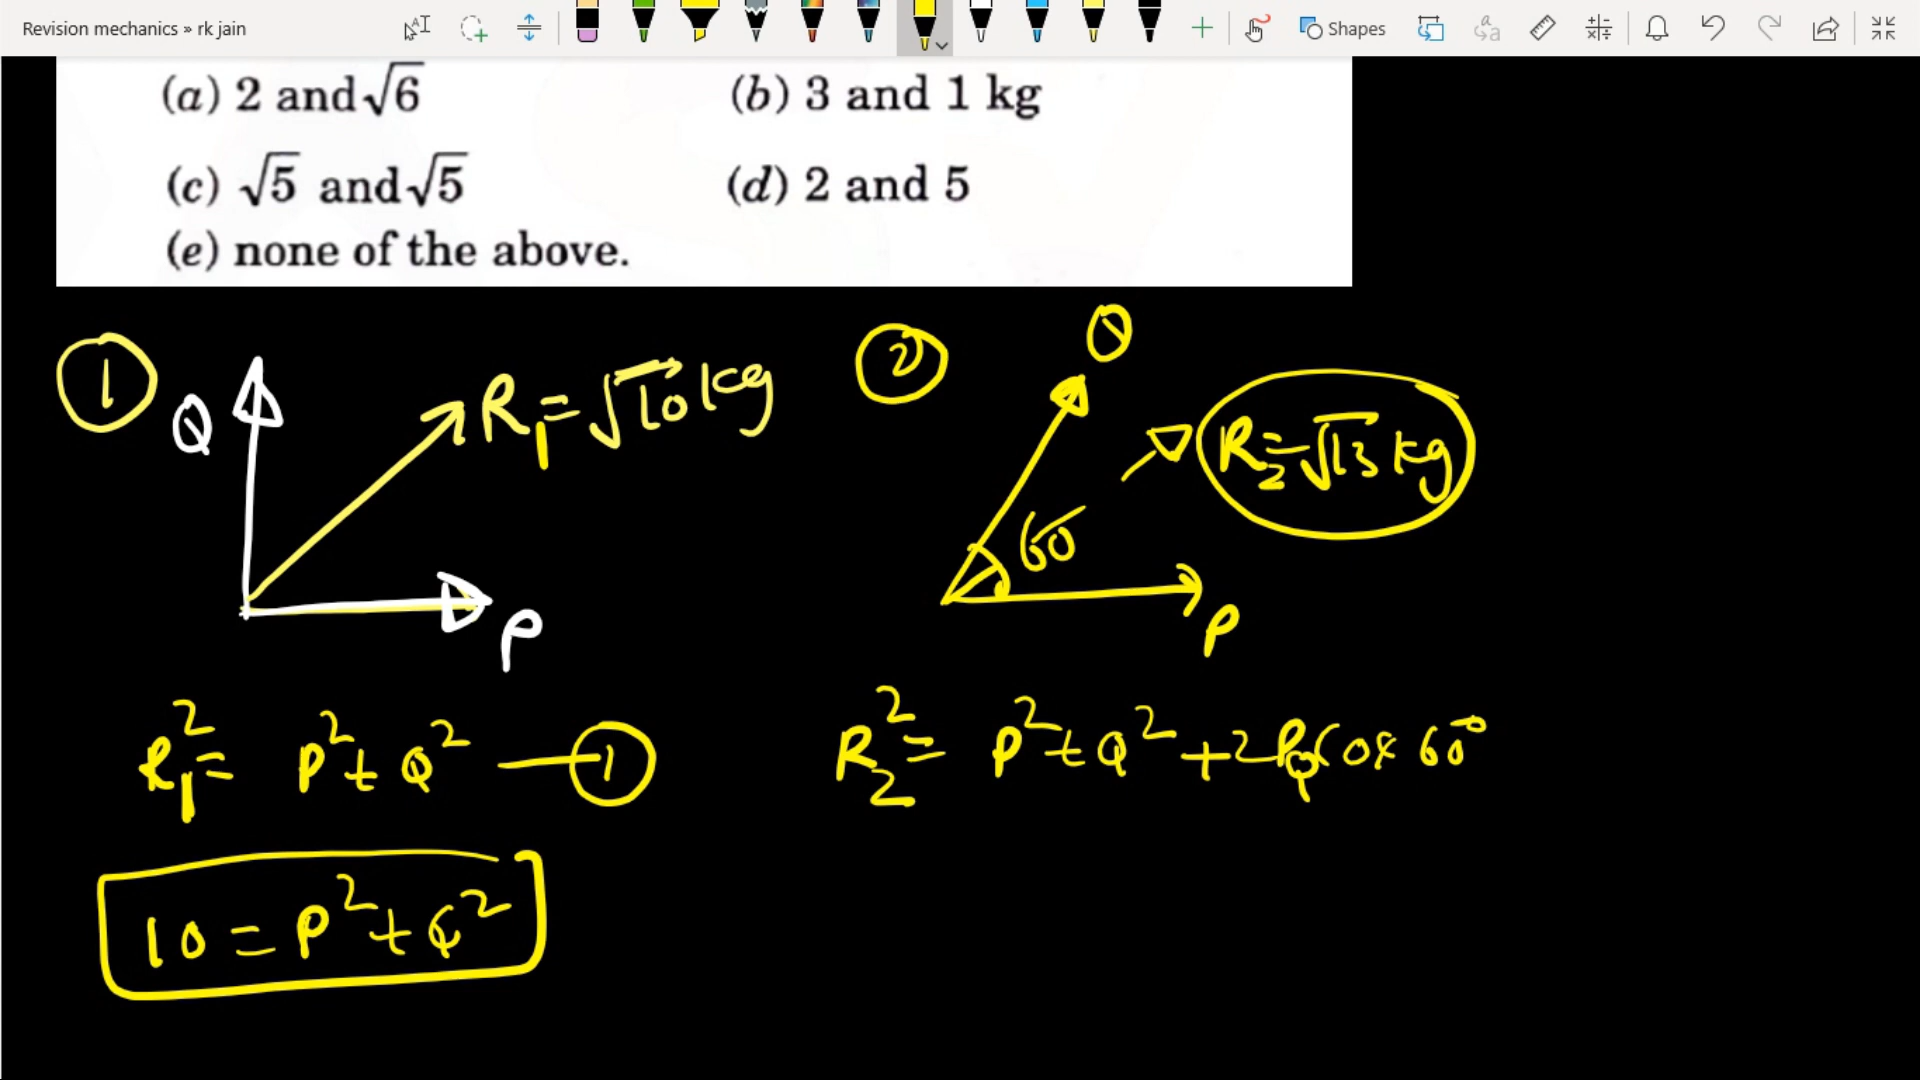 Revision mechanics » rk jain
Shapes
(a) 2 and √6 (b) 3 and 1 kg
(c) √5 and √5 (d) 2 and 5
(e) none of the above.
1 Q R₁ = √10 kg 2 Q R₂ = √13 kg
60
P P
R₁² = P² + Q² — 1 R₂² = P² + Q² + 2PQ Cos 60°
10 = P² + Q²